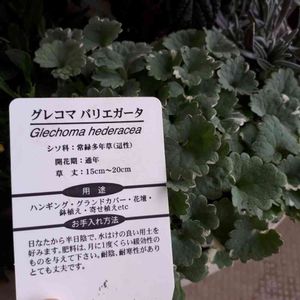 グレコマ バリエガータ
Glechoma hederacea
シソ科：常緑多年草(這性)
開花期：通年
草　丈：15cm〜20cm
用　途
ハンギング・グランドカバー・花壇・
鉢植え・寄せ植えetc
お手入れ方法
日なたから半日陰で、水はけの良い用土を
好みます。肥料は、月に1度くらい緩効性の
ものを与えて下さい。耐陰、耐寒性があり
とても丈夫です。